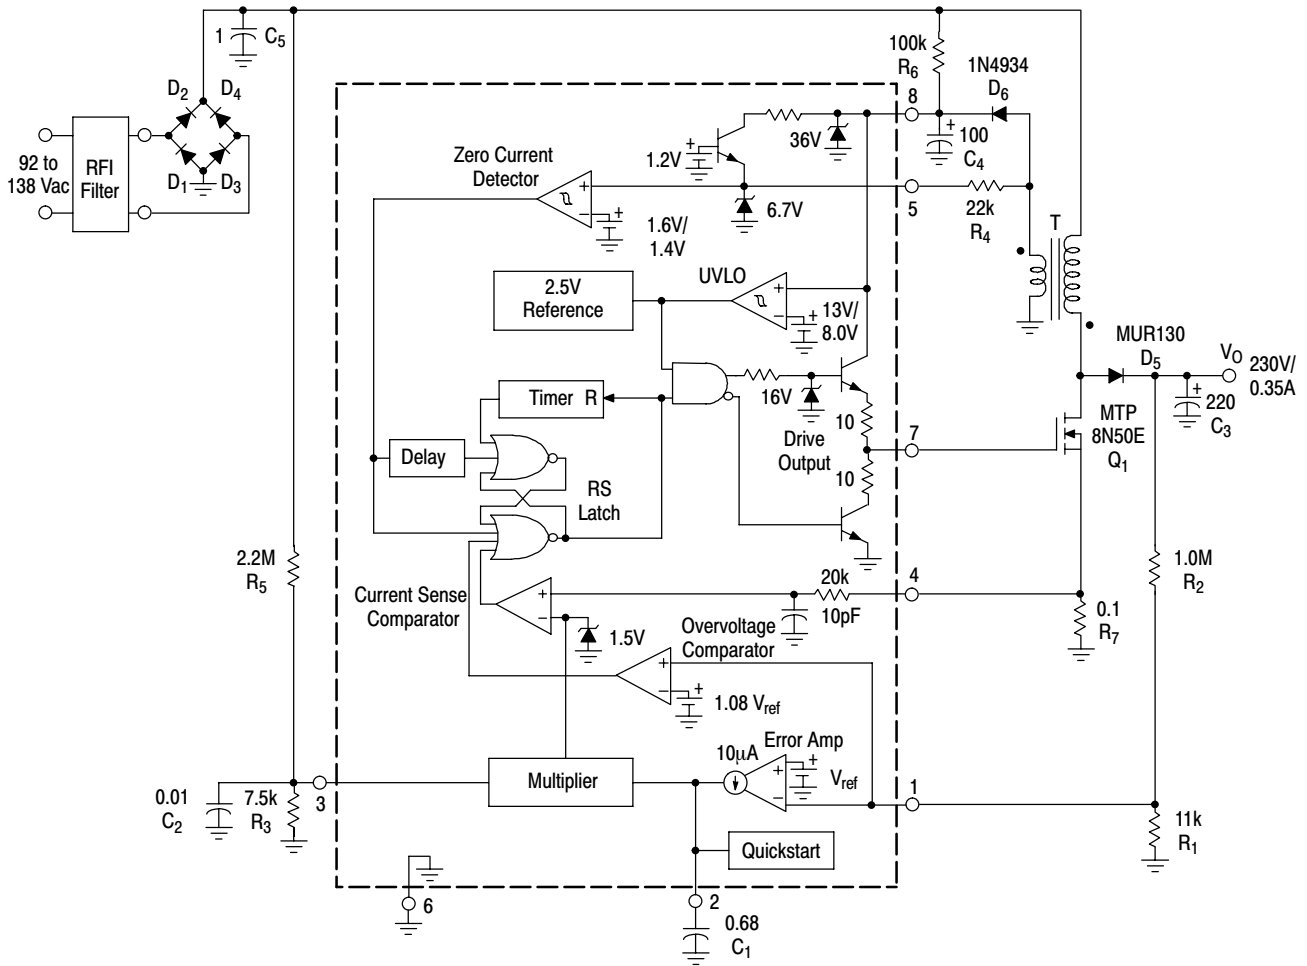 1
C5
D2
D4
D1
D3
92 to
138 Vac
RFI
Filter
100k
R6
1N4934
D6
8
100
C4
36V
1.2V
Zero Current
Detector
+
–
1.6V/
1.4V
6.7V
5
22k
R4
T
UVLO
2.5V
Reference
+
–
13V/
8.0V
MUR130
D5
VO
230V/
0.35A
220
C3
Timer R
16V
10
Drive
Output
10
7
MTP
8N50E
Q1
Delay
RS
Latch
2.2M
R5
20k
4
10pF
Current Sense
Comparator
+
–
1.5V
0.1
R7
1.0M
R2
Overvoltage
Comparator
+
–
1.08 Vref
Error Amp
10µA
+
–
Vref
Multiplier
1
3
0.01
C2
7.5k
R3
11k
R1
Quickstart
6
2
0.68
C1